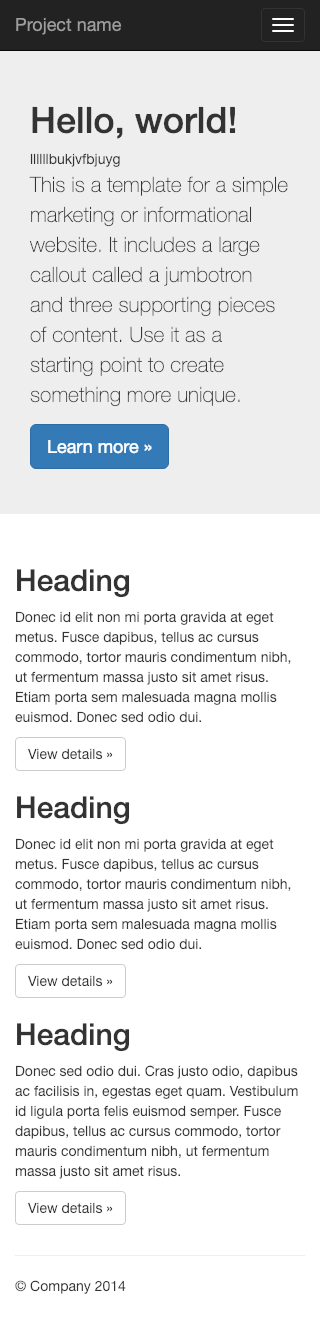 Project name
Hello, world!
llllllbukjvfbjuyg
This is a template for a simple
marketing or informational
website. It includes a large
callout called a jumbotron
and three supporting pieces
of content. Use it as a
starting point to create
something more unique.
Learn more »
Heading
Donec id elit non mi porta gravida at eget
metus. Fusce dapibus, tellus ac cursus
commodo, tortor mauris condimentum nibh,
ut fermentum massa justo sit amet risus.
Etiam porta sem malesuada magna mollis
euismod. Donec sed odio dui.
View details »
Heading
Donec id elit non mi porta gravida at eget
metus. Fusce dapibus, tellus ac cursus
commodo, tortor mauris condimentum nibh,
ut fermentum massa justo sit amet risus.
Etiam porta sem malesuada magna mollis
euismod. Donec sed odio dui.
View details »
Heading
Donec sed odio dui. Cras justo odio, dapibus
ac facilisis in, egestas eget quam. Vestibulum
id ligula porta felis euismod semper. Fusce
dapibus, tellus ac cursus commodo, tortor
mauris condimentum nibh, ut fermentum
massa justo sit amet risus.
View details »
© Company 2014